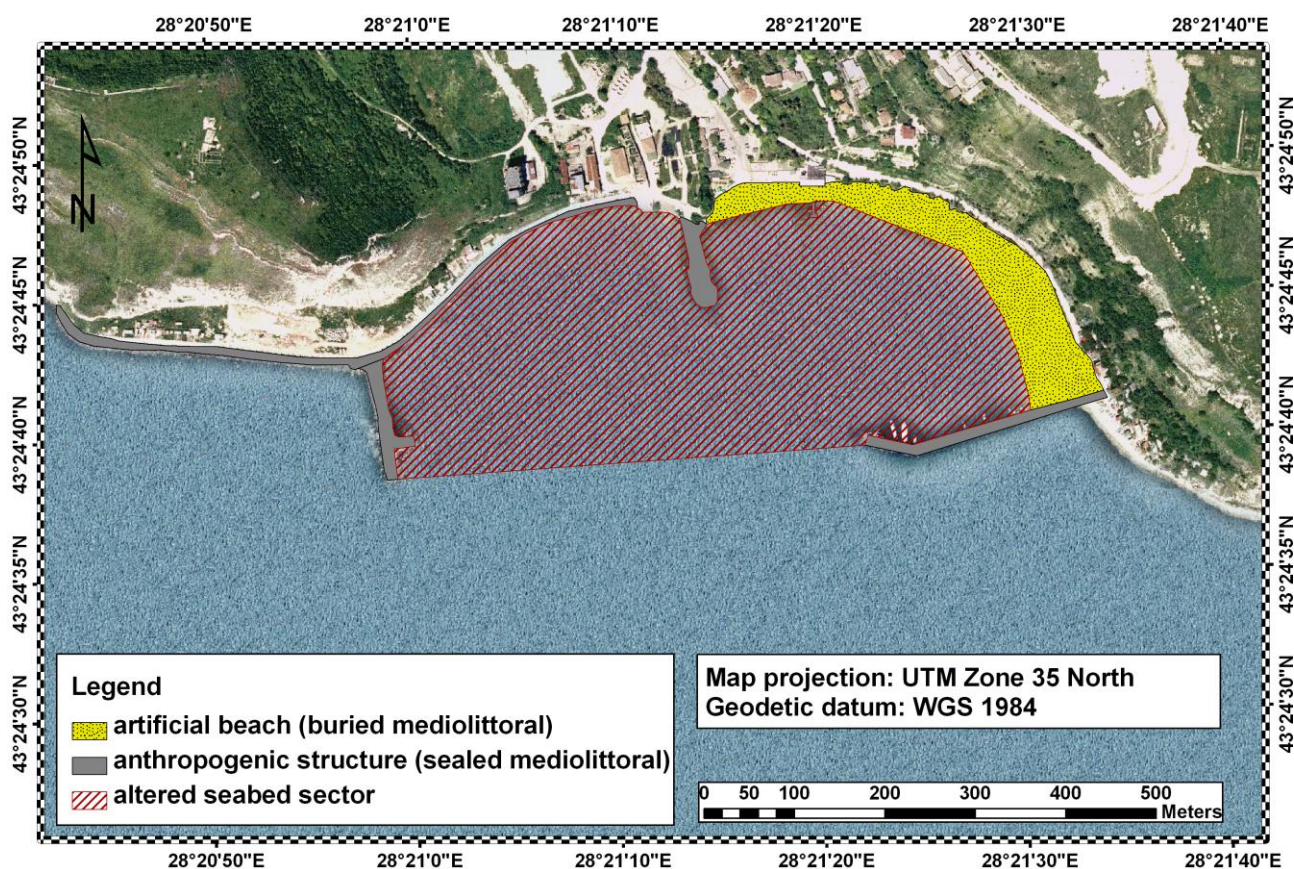 28°20'50"E 28°21'0"E 28°21'10"E 28°21'20"E 28°21'30"E 28°21'40"E
43°24'50"N
43°24'45"N
43°24'40"N
43°24'35"N
43°24'30"N
N
43°24'50"N
43°24'45"N
43°24'40"N
43°24'35"N
43°24'30"N
Legend
artificial beach (buried mediolittoral)
anthropogenic structure (sealed mediolittoral)
altered seabed sector
Map projection: UTM Zone 35 North
Geodetic datum: WGS 1984
0 50 100 200 300 400 500
Meters
28°20'50"E 28°21'0"E 28°21'10"E 28°21'20"E 28°21'30"E 28°21'40"E